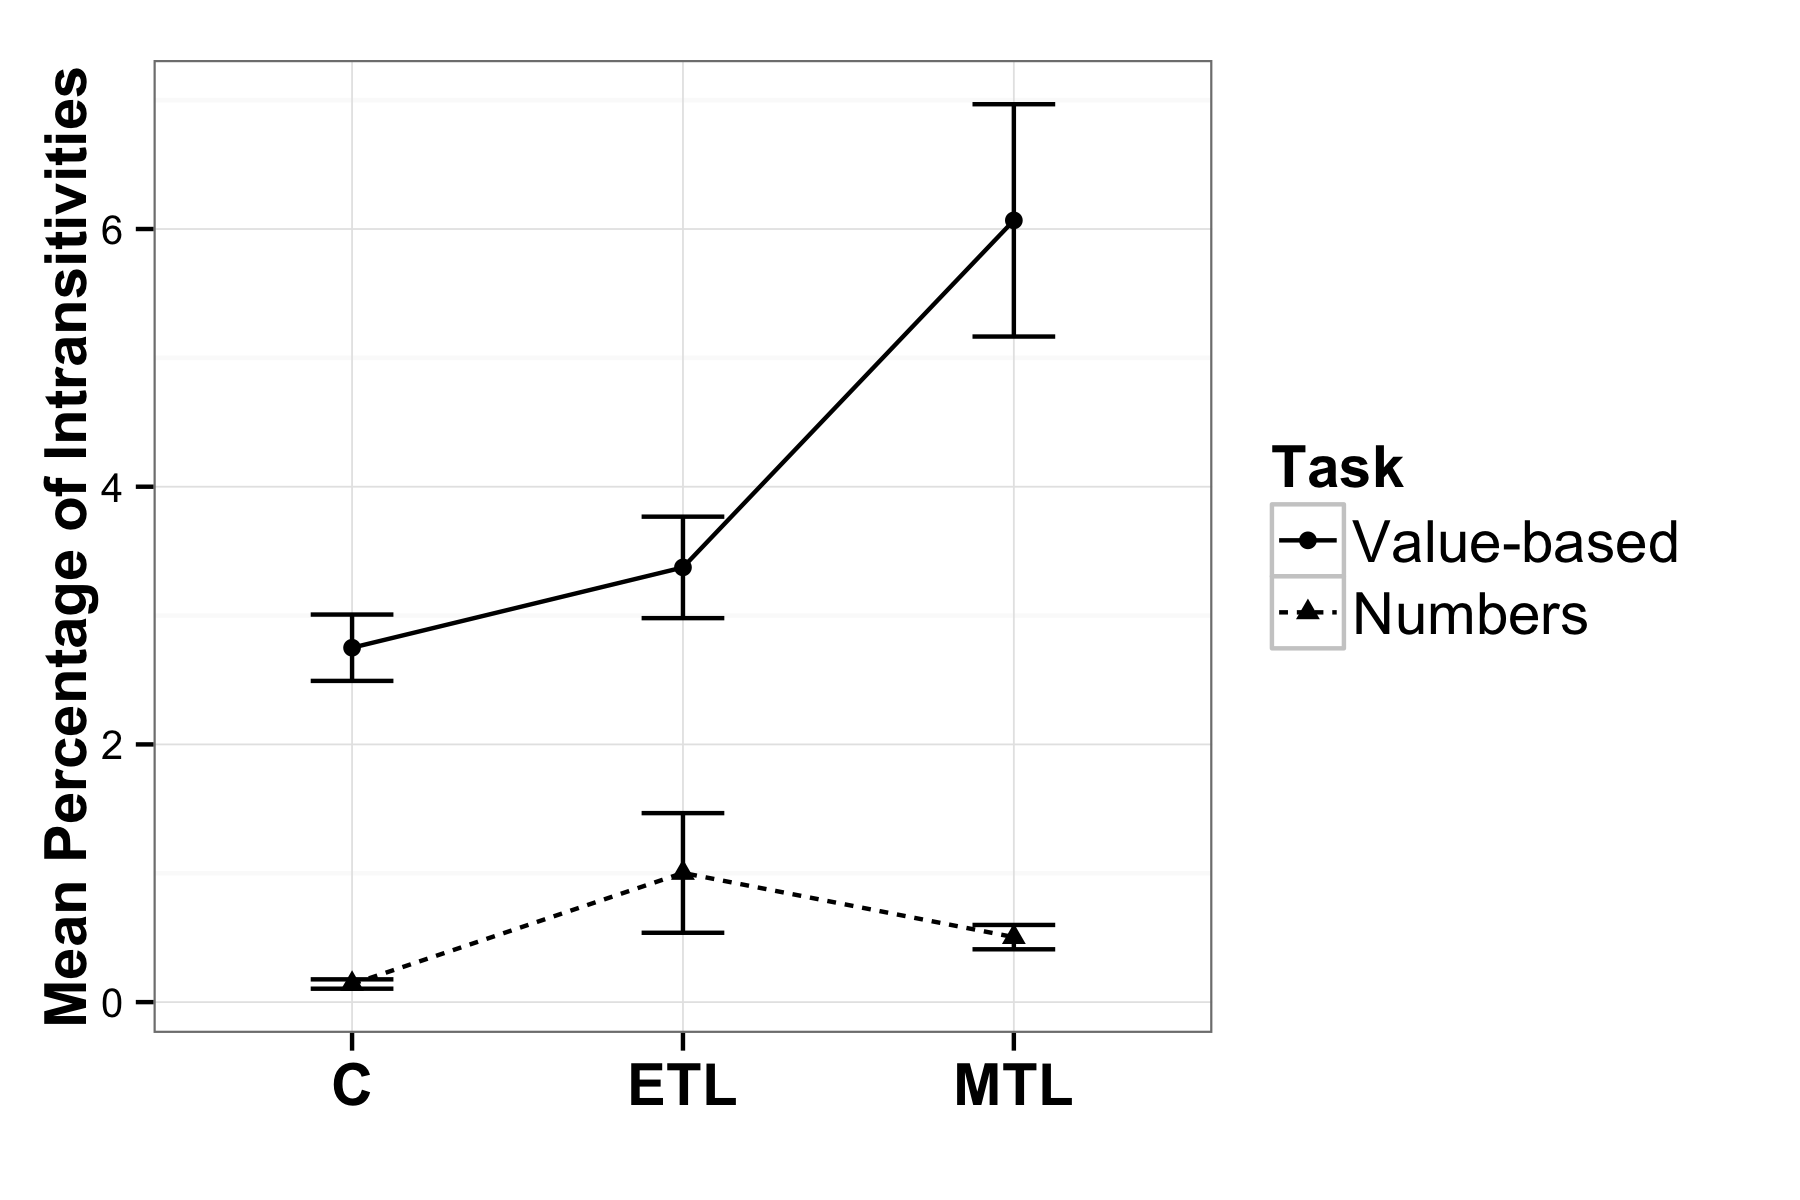 Mean Percentage of Intransitivities
6
4
2
0
C ETL MTL
Task
Value-based
Numbers